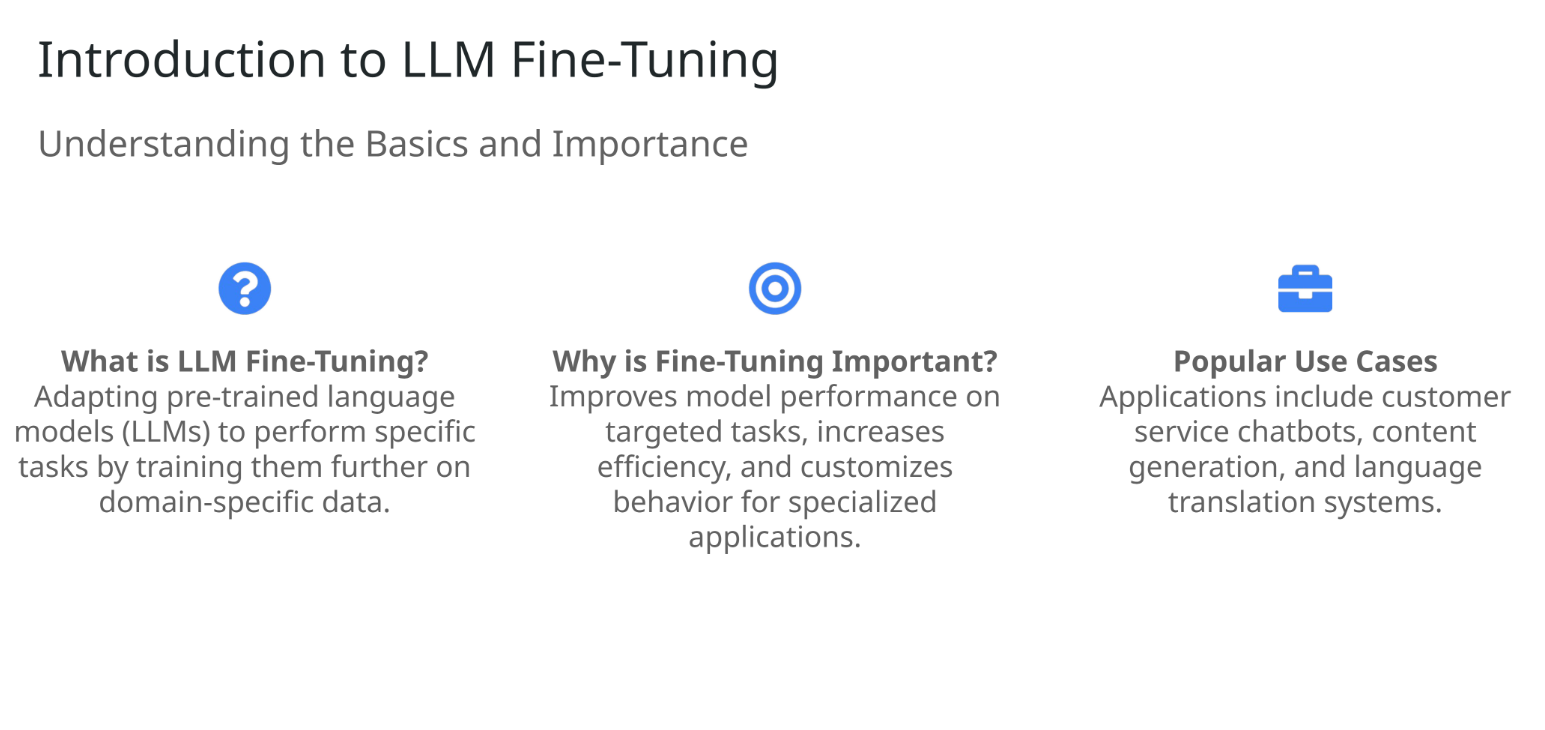 Introduction to LLM Fine-Tuning
Understanding the Basics and Importance
What is LLM Fine-Tuning?
Adapting pre-trained language
models (LLMs) to perform specific
tasks by training them further on
domain-specific data.
Why is Fine-Tuning Important?
Improves model performance on
targeted tasks, increases
efficiency, and customizes
behavior for specialized
applications.
Popular Use Cases
Applications include customer
service chatbots, content
generation, and language
translation systems.